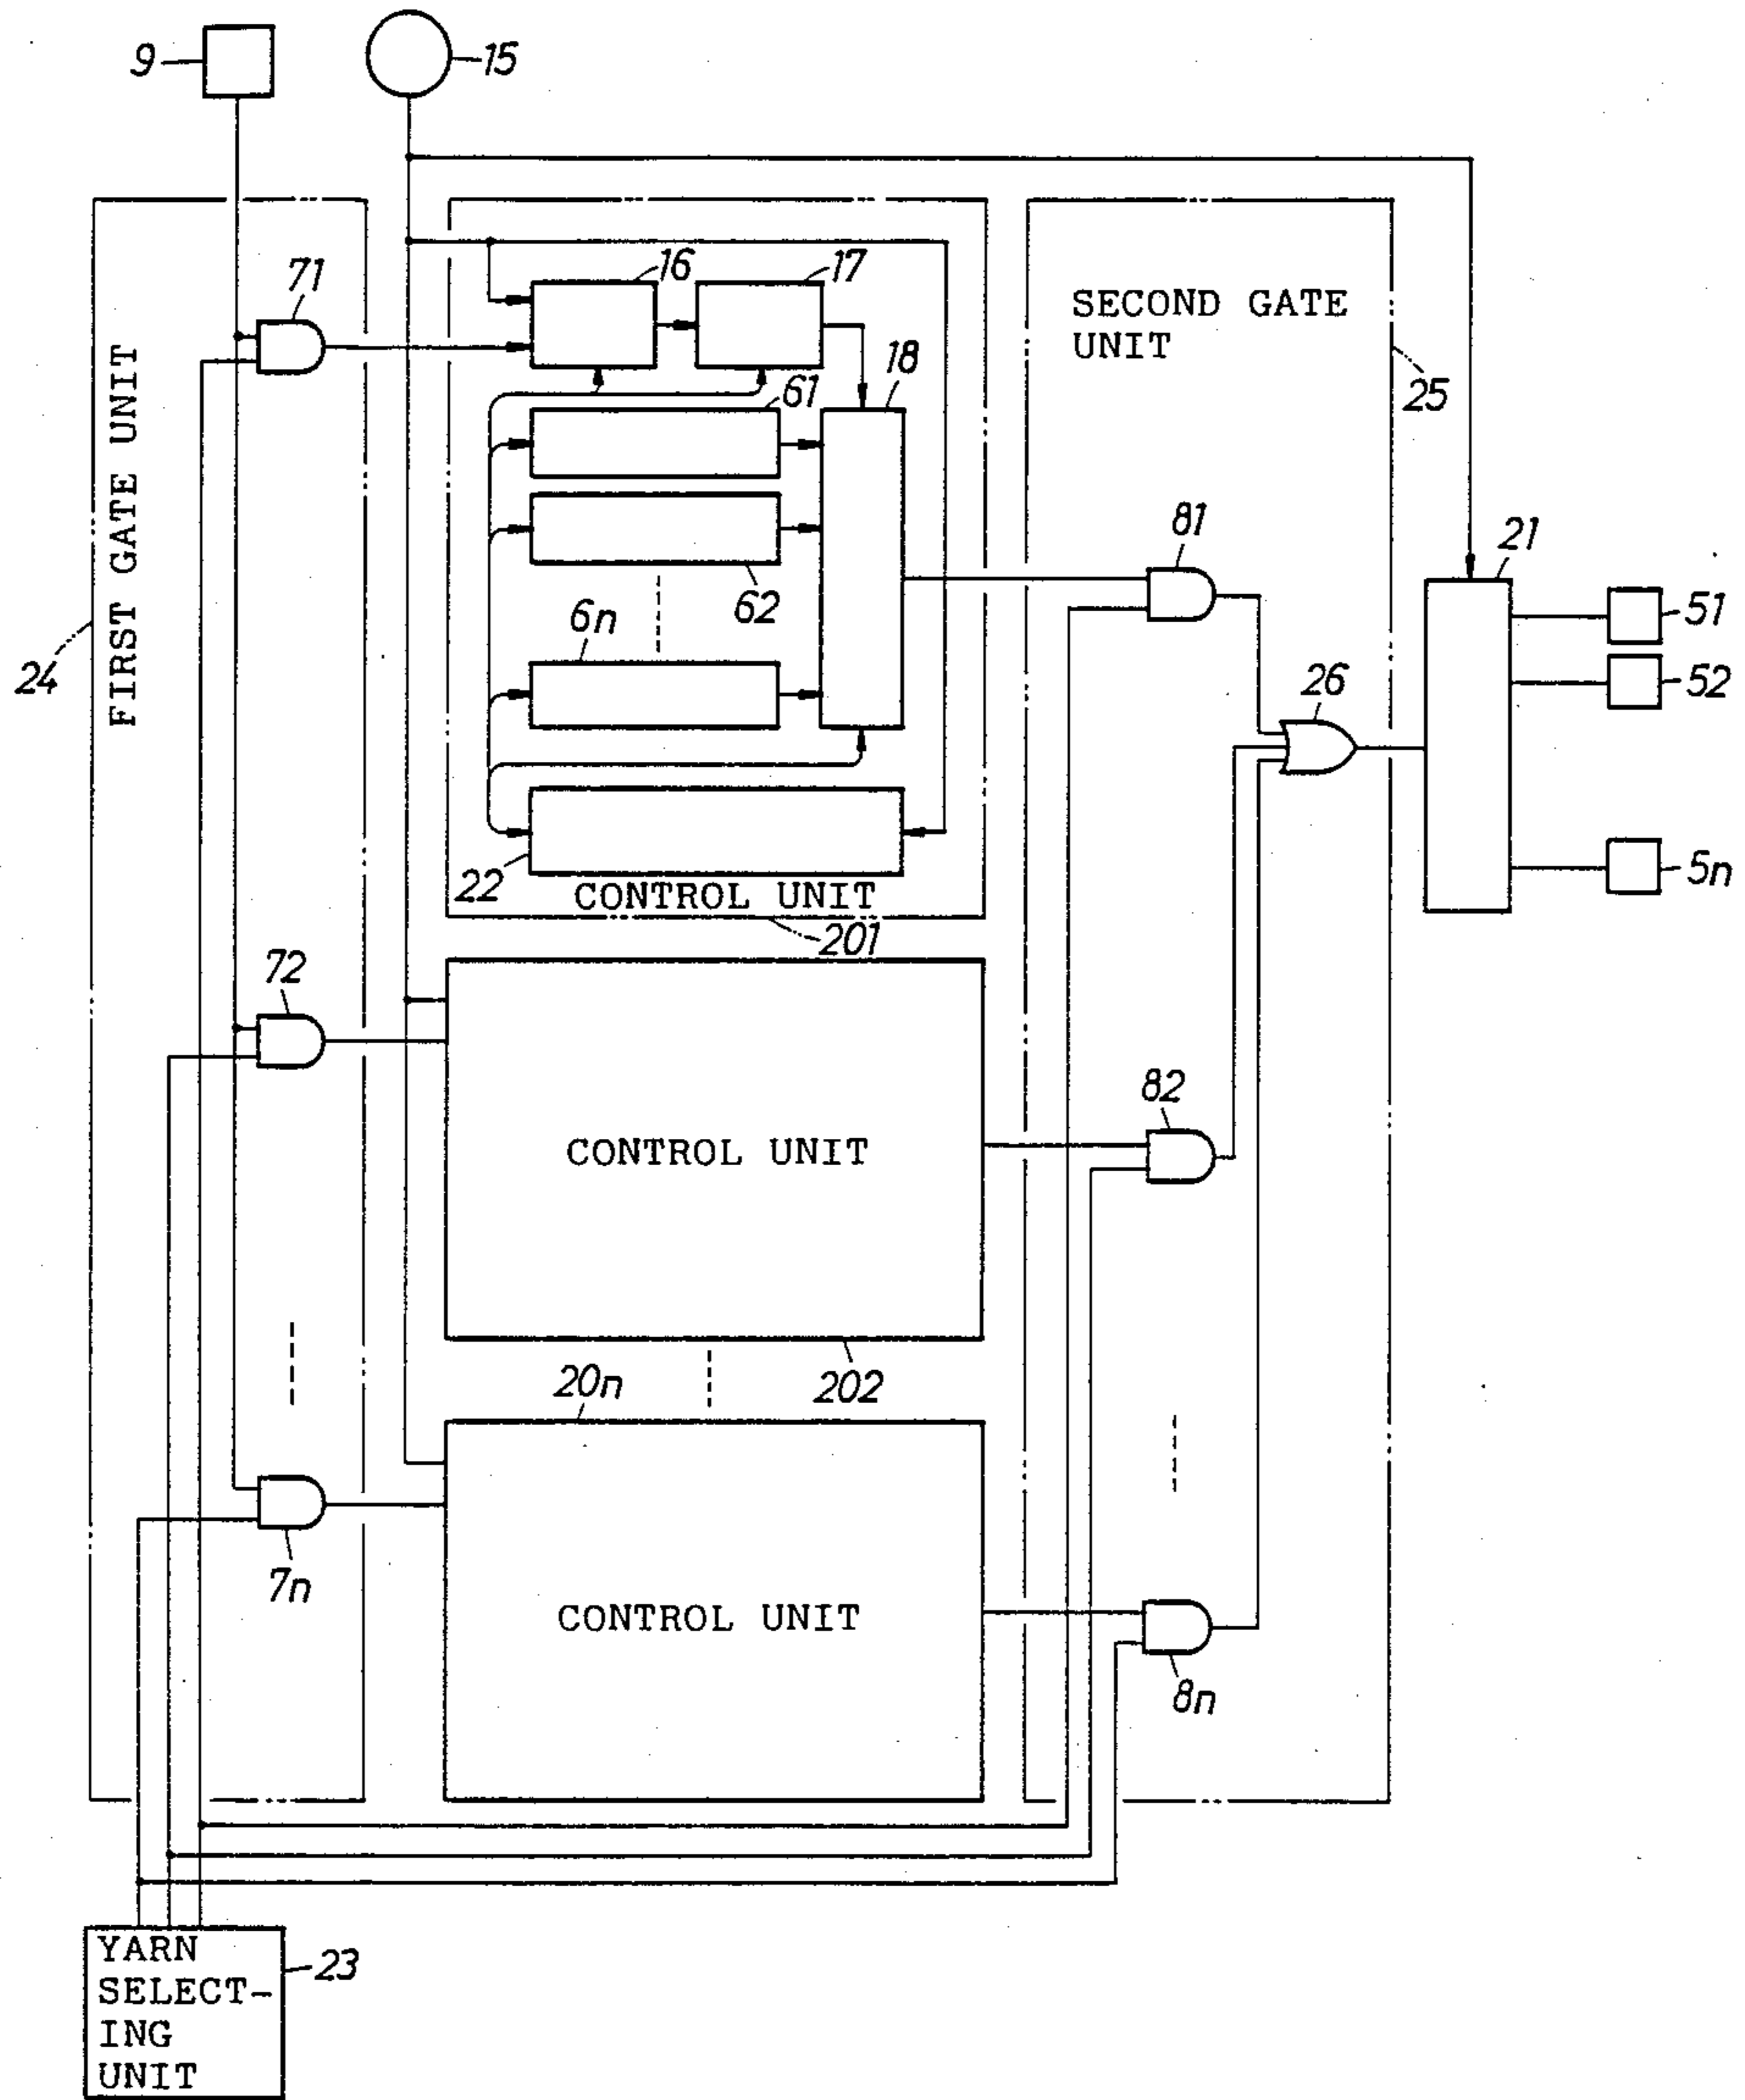 9
15
71
16
17
SECOND GATE
UNIT
FIRST GATE UNIT
18
25
61
81
21
62
51
6n
24
52
26
22
5n
CONTROL UNIT
201
72
82
CONTROL UNIT
20n
202
7n
CONTROL UNIT
8n
YARN
SELECT-
ING
UNIT
23